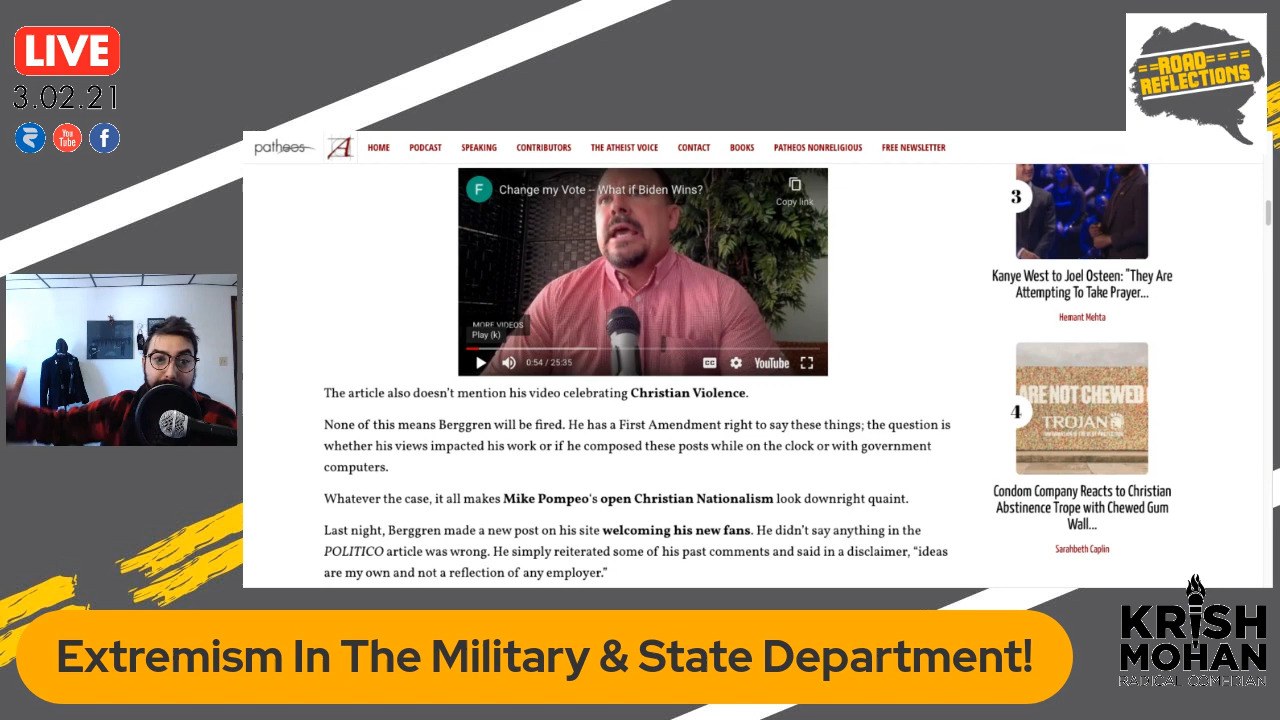 LIVE
3.02.21
You
Tube
f
==ROAD====
REFLECTIONS
patheos
A
HOME PODCAST SPEAKING CONTRIBUTORS THE ATHEIST VOICE CONTACT BOOKS PATHEOS NONRELIGIOUS FREE NEWSLETTER
F Change my Vote – What if Biden Wins?
Copy link
MORE VIDEOS
Play (k)
0:54 / 25:35
CC
YouTube
The article also doesn't mention his video celebrating Christian Violence.
None of this means Berggren will be fired. He has a First Amendment right to say these things; the question is
whether his views impacted his work or if he composed these posts while on the clock or with government
computers.
Whatever the case, it all makes Mike Pompeo's open Christian Nationalism look downright quaint.
Last night, Berggren made a new post on his site welcoming his new fans. He didn't say anything in the
POLITICO article was wrong. He simply reiterated some of his past comments and said in a disclaimer, “ideas
are my own and not a reflection of any employer.”
3
Kanye West to Joel Osteen: "They Are
Attempting To Take Prayer...
Hemant Mehta
ARE NOT CHEWED
TROJAN
4
Condom Company Reacts to Christian
Abstinence Trope with Chewed Gum
Wall...
Sarahbeth Caplin
Extremism In The Military & State Department!
KRISH
MOHAN
RADICAL COMEDIAN